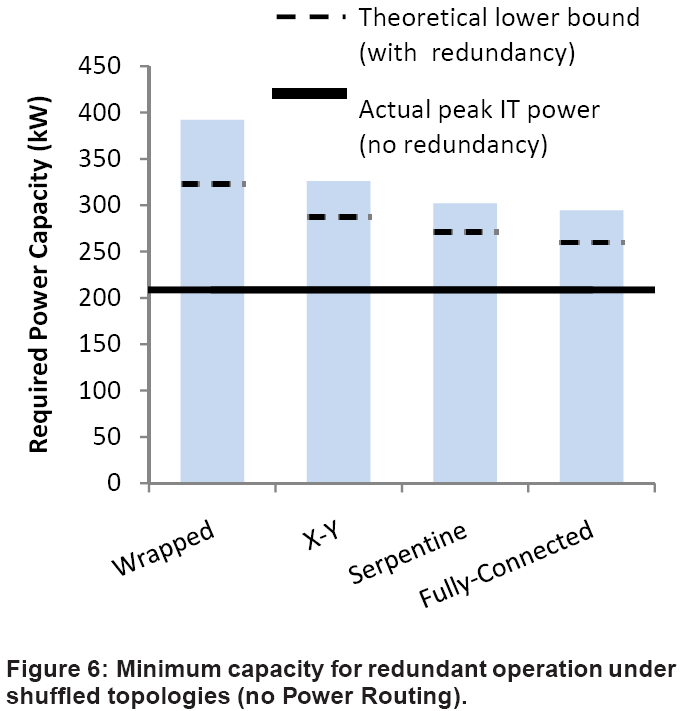 Theoretical lower bound
(with redundancy)
Actual peak IT power
(no redundancy)
Required Power Capacity (kW)
450
400
350
300
250
200
150
100
50
0
Wrapped
X-Y
Serpentine
Fully-Connected
Figure 6: Minimum capacity for redundant operation under
shuffled topologies (no Power Routing).